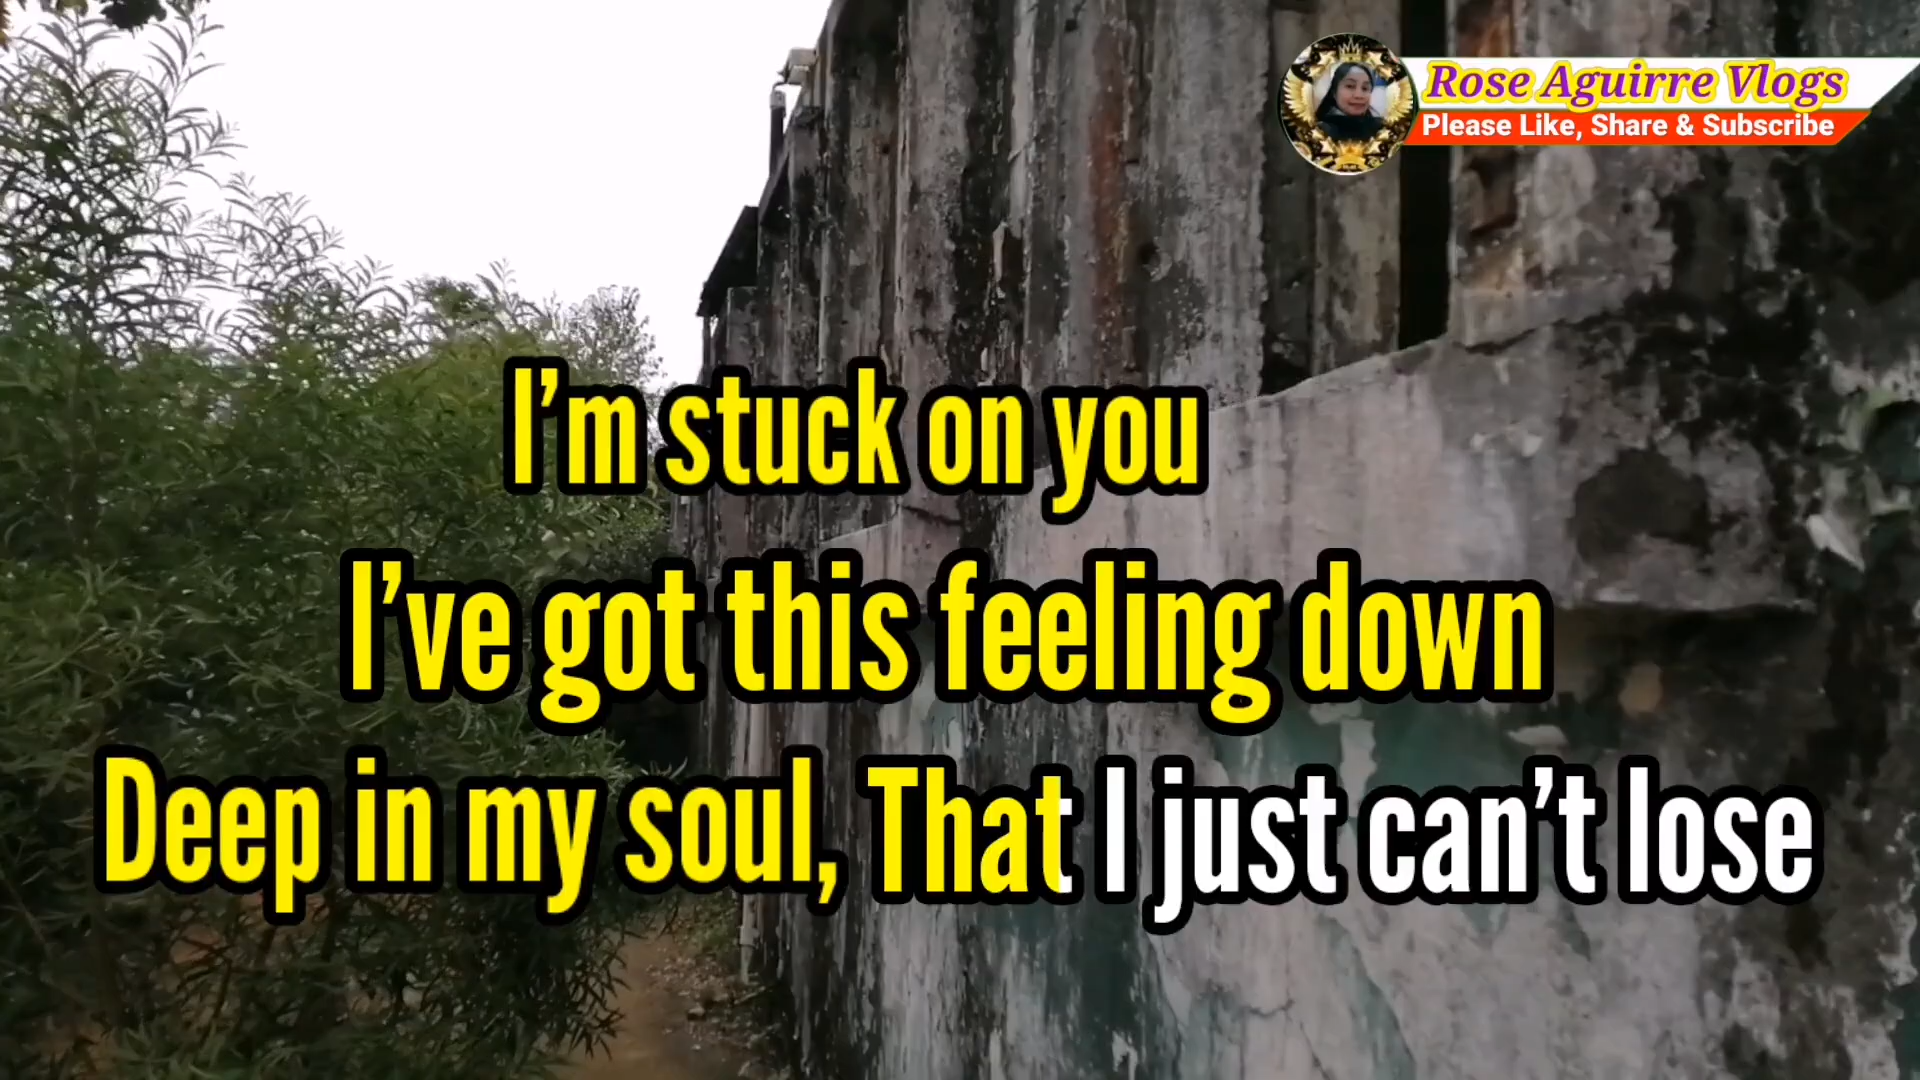 Rose Aguirre Vlogs
Please Like, Share & Subscribe
I'm stuck on you
I've got this feeling down
Deep in my soul, That I just can't lose